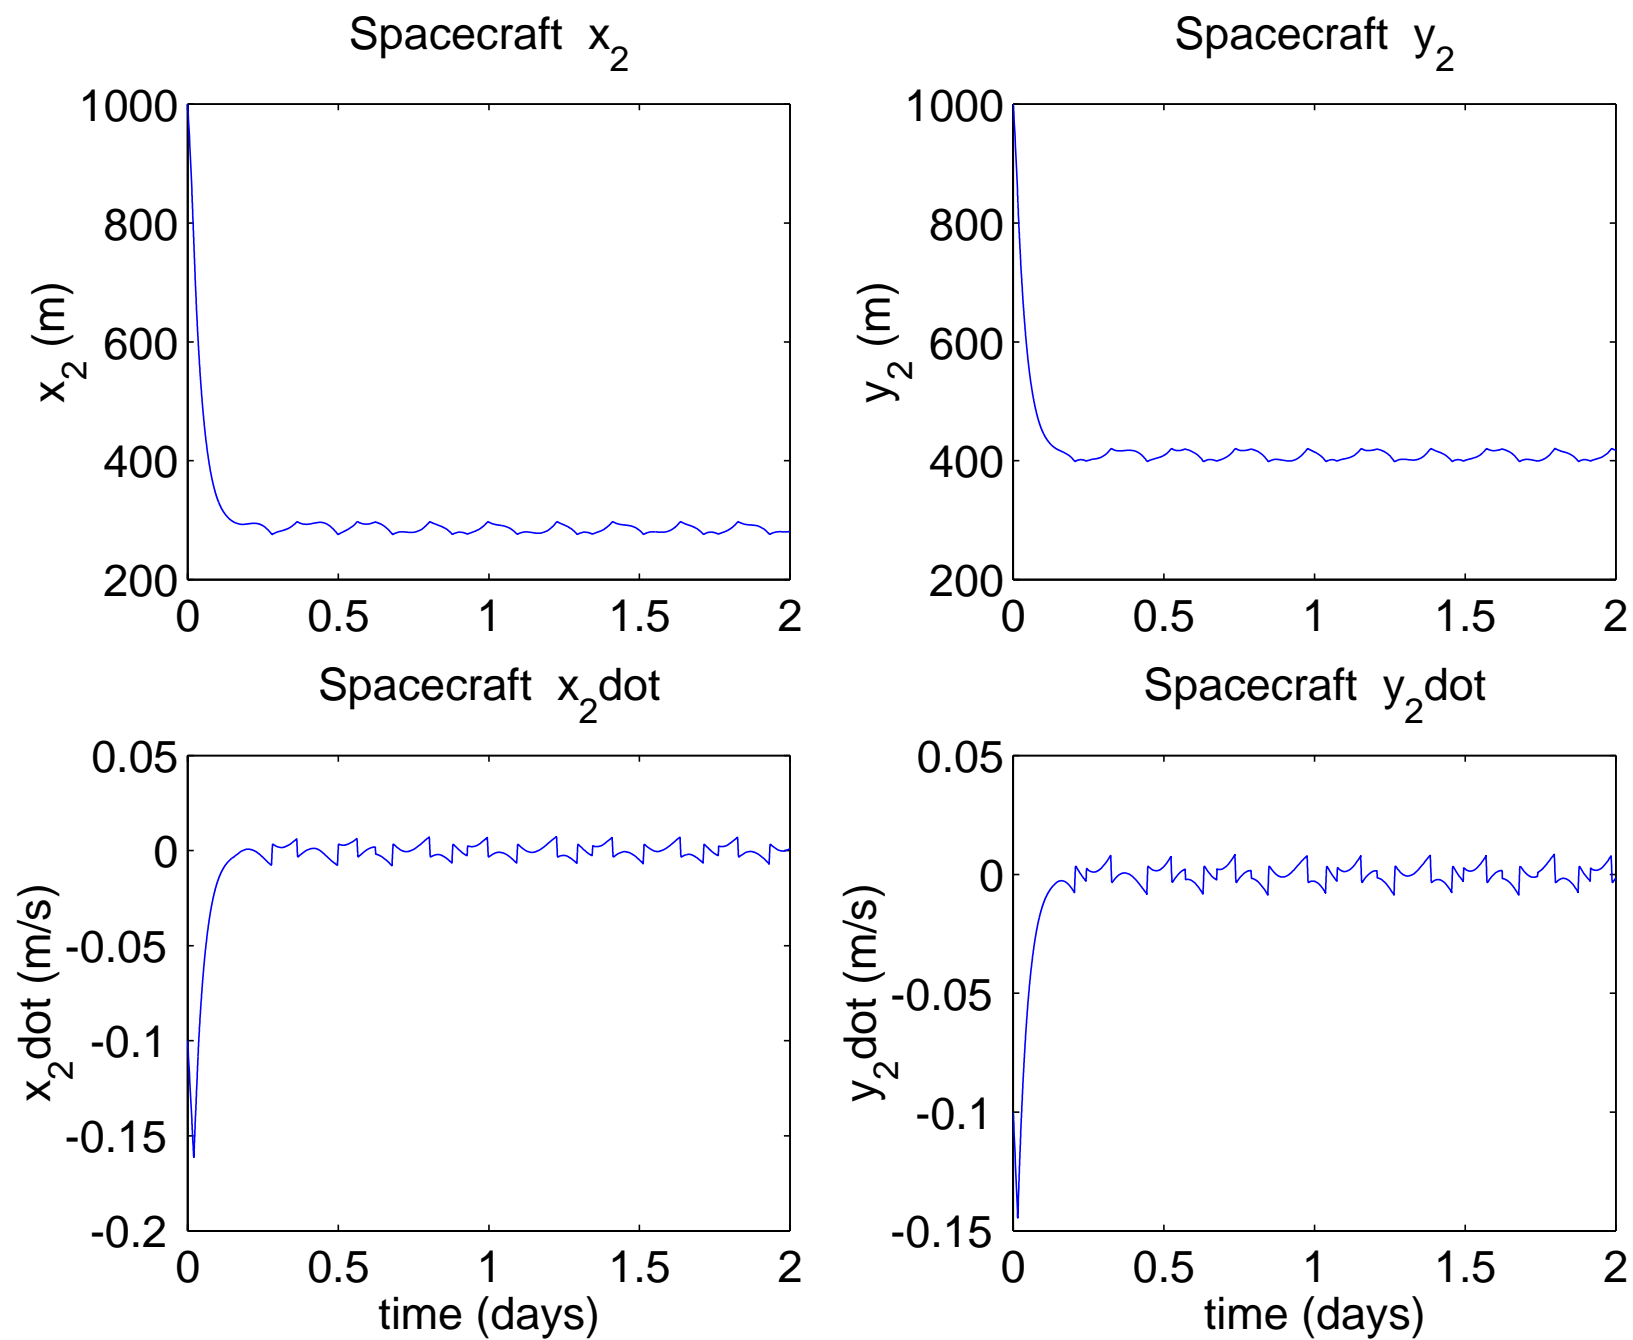 Spacecraft x2
1000
800
600
400
200
x2 (m)
0 0.5 1 1.5 2
Spacecraft y2
1000
800
600
400
200
y2 (m)
0 0.5 1 1.5 2
Spacecraft x2dot
0.05
0
-0.05
-0.1
-0.15
-0.2
x2dot (m/s)
0 0.5 1 1.5 2
time (days)
Spacecraft y2dot
0.05
0
-0.05
-0.1
-0.15
y2dot (m/s)
0 0.5 1 1.5 2
time (days)